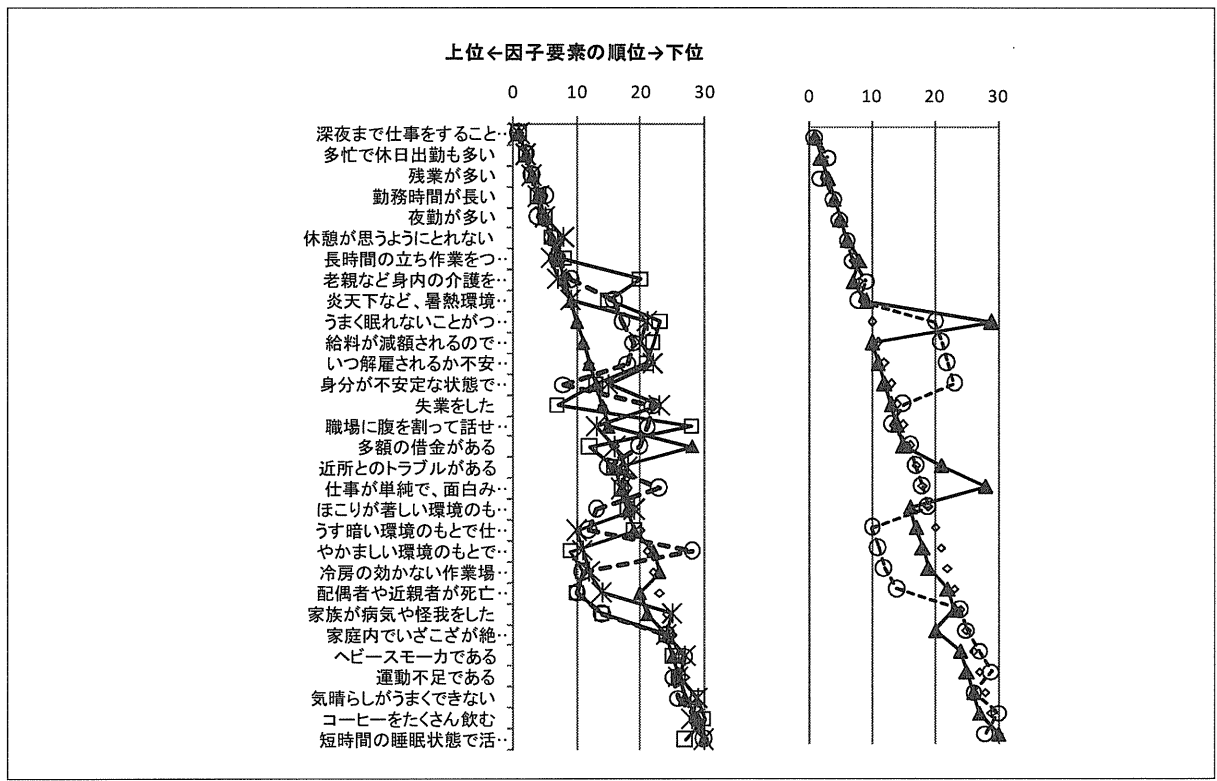 上位←因子要素の順位→下位
0 10 20 30
0 10 20 30
深夜まで仕事をすること‥
多忙で休日出勤も多い
残業が多い
勤務時間が長い
夜勤が多い
休憩が思うようにとれない
長時間の立ち作業をつ‥
老親など身内の介護を‥
炎天下など、暑熱環境‥
うまく眠れないことがつ‥
給料が減額されるので‥
いつ解雇されるか不安‥
身分が不安定な状態で‥
失業をした
職場に腹を割って話せ‥
多額の借金がある
近所とのトラブルがある
仕事が単純で、面白み‥
ほこりが著しい環境のも‥
うす暗い環境のもとで仕‥
やかましい環境のもとで‥
冷房の効かない作業場‥
配偶者や近親者が死亡‥
家族が病気や怪我をした
家庭内でいざこざが絶‥
ヘビースモーカである
運動不足である
気晴らしがうまくできない
コーヒーをたくさん飲む
短時間の睡眠状態で活‥